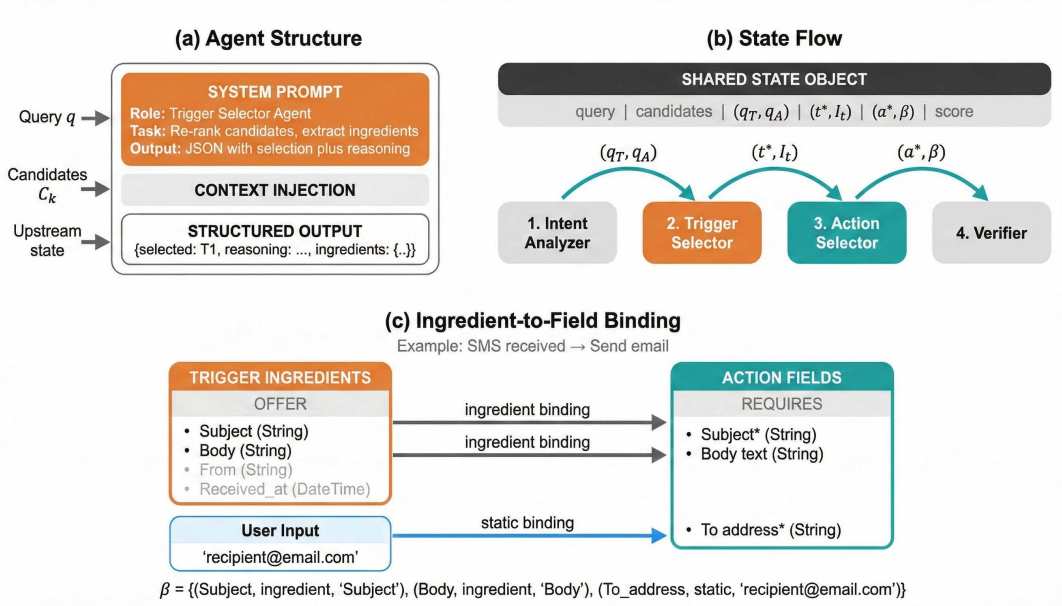 (a) Agent Structure
Query q
Candidates
C_k
Upstream
state
SYSTEM PROMPT
Role: Trigger Selector Agent
Task: Re-rank candidates, extract ingredients
Output: JSON with selection plus reasoning
CONTEXT INJECTION
STRUCTURED OUTPUT
{selected: T1, reasoning: ..., ingredients: {..}}
(b) State Flow
SHARED STATE OBJECT
query | candidates | (q_T, q_A) | (t*, I_t) | (a*, β) | score
(q_T, q_A)
(t*, I_t)
(a*, β)
1. Intent
Analyzer
2. Trigger
Selector
3. Action
Selector
4. Verifier
(c) Ingredient-to-Field Binding
Example: SMS received → Send email
TRIGGER INGREDIENTS
OFFER
• Subject (String)
• Body (String)
• From (String)
• Received_at (DateTime)
User Input
‘recipient@email.com’
ingredient binding
ingredient binding
static binding
ACTION FIELDS
REQUIRES
• Subject* (String)
• Body text (String)
• To address* (String)
β = {(Subject, ingredient, ‘Subject’), (Body, ingredient, ‘Body’), (To_address, static, ‘recipient@email.com’)}